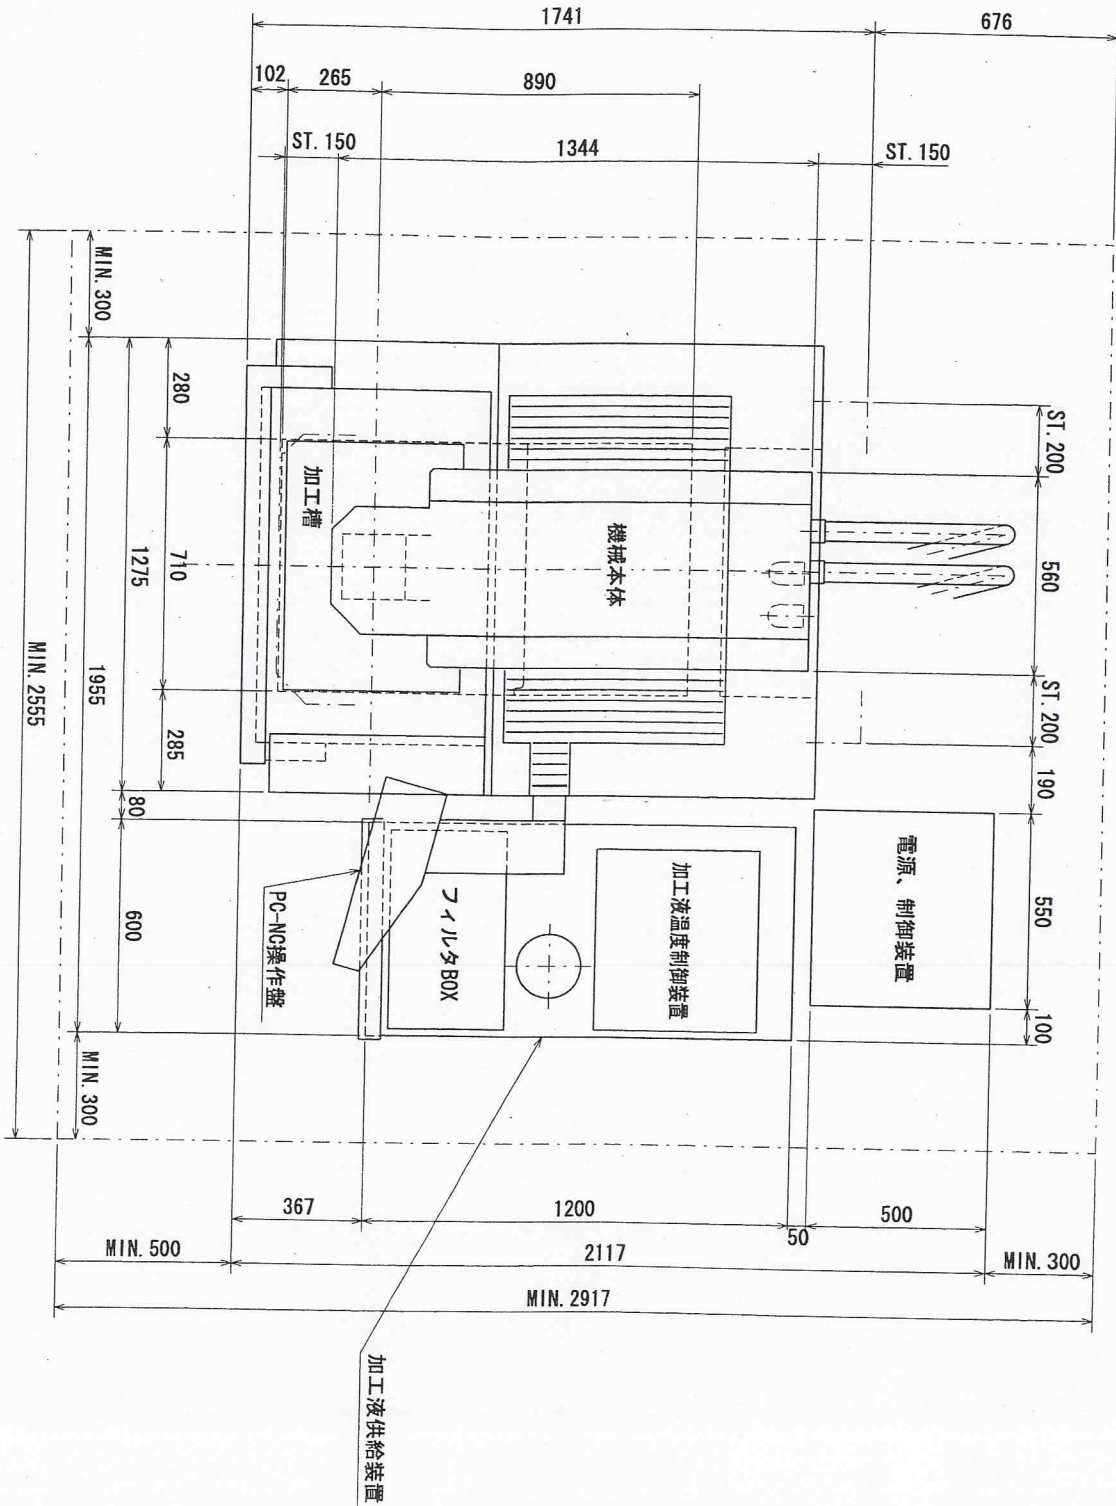 1741
676
102
265
890
ST. 150
1344
ST. 150
MIN. 300
280
ST. 200
加工槽
機械本体
560
710
1275
1955
MIN. 2555
ST. 200
285
190
80
電源、制御装置
550
加工液温度制御装置
フィルタBOX
PC-NC操作盤
600
100
MIN. 300
367
1200
50
500
MIN. 500
2117
MIN. 300
MIN. 2917
加工液供給装置